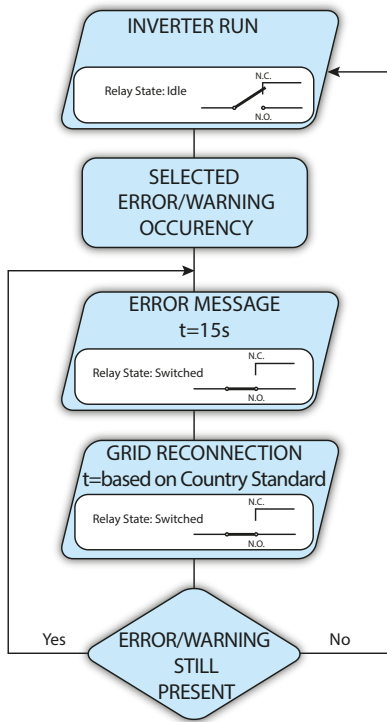 INVERTER RUN
N.C.
Relay State: Idle
N.O.
SELECTED
ERROR/WARNING
OCCURENCY
ERROR MESSAGE
t=15s
N.C.
Relay State: Switched
N.O.
GRID RECONNECTION
t=based on Country Standard
N.C.
Relay State: Switched
N.O.
Yes
ERROR/WARNING
STILL
PRESENT
No